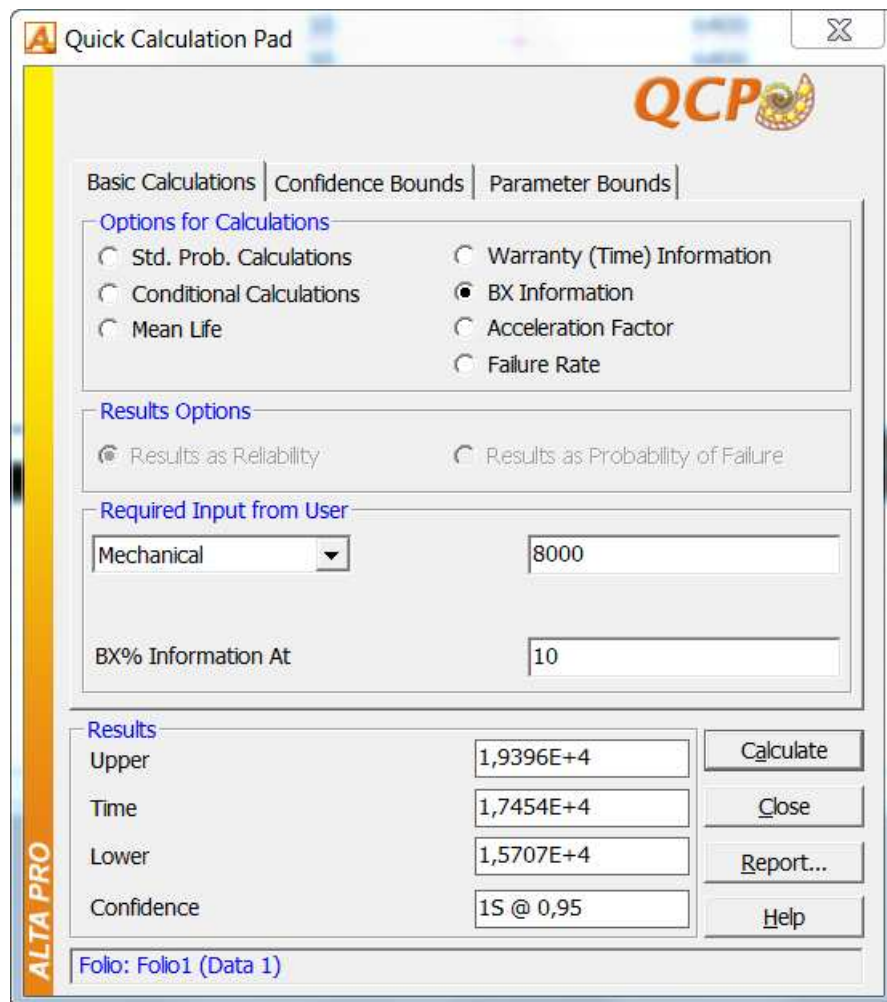 Quick Calculation Pad
QCP
Basic Calculations Confidence Bounds Parameter Bounds
Options for Calculations
Std. Prob. Calculations Warranty (Time) Information
Conditional Calculations BX Information
Mean Life Acceleration Factor
Failure Rate
Results Options
Results as Reliability Results as Probability of Failure
Required Input from User
Mechanical 8000
BX% Information At 10
Results
Upper 1,9396E+4 Calculate
Time 1,7454E+4 Close
Lower 1,5707E+4 Report...
Confidence 1S @ 0,95 Help
ALTA PRO
Folio: Folio1 (Data 1)